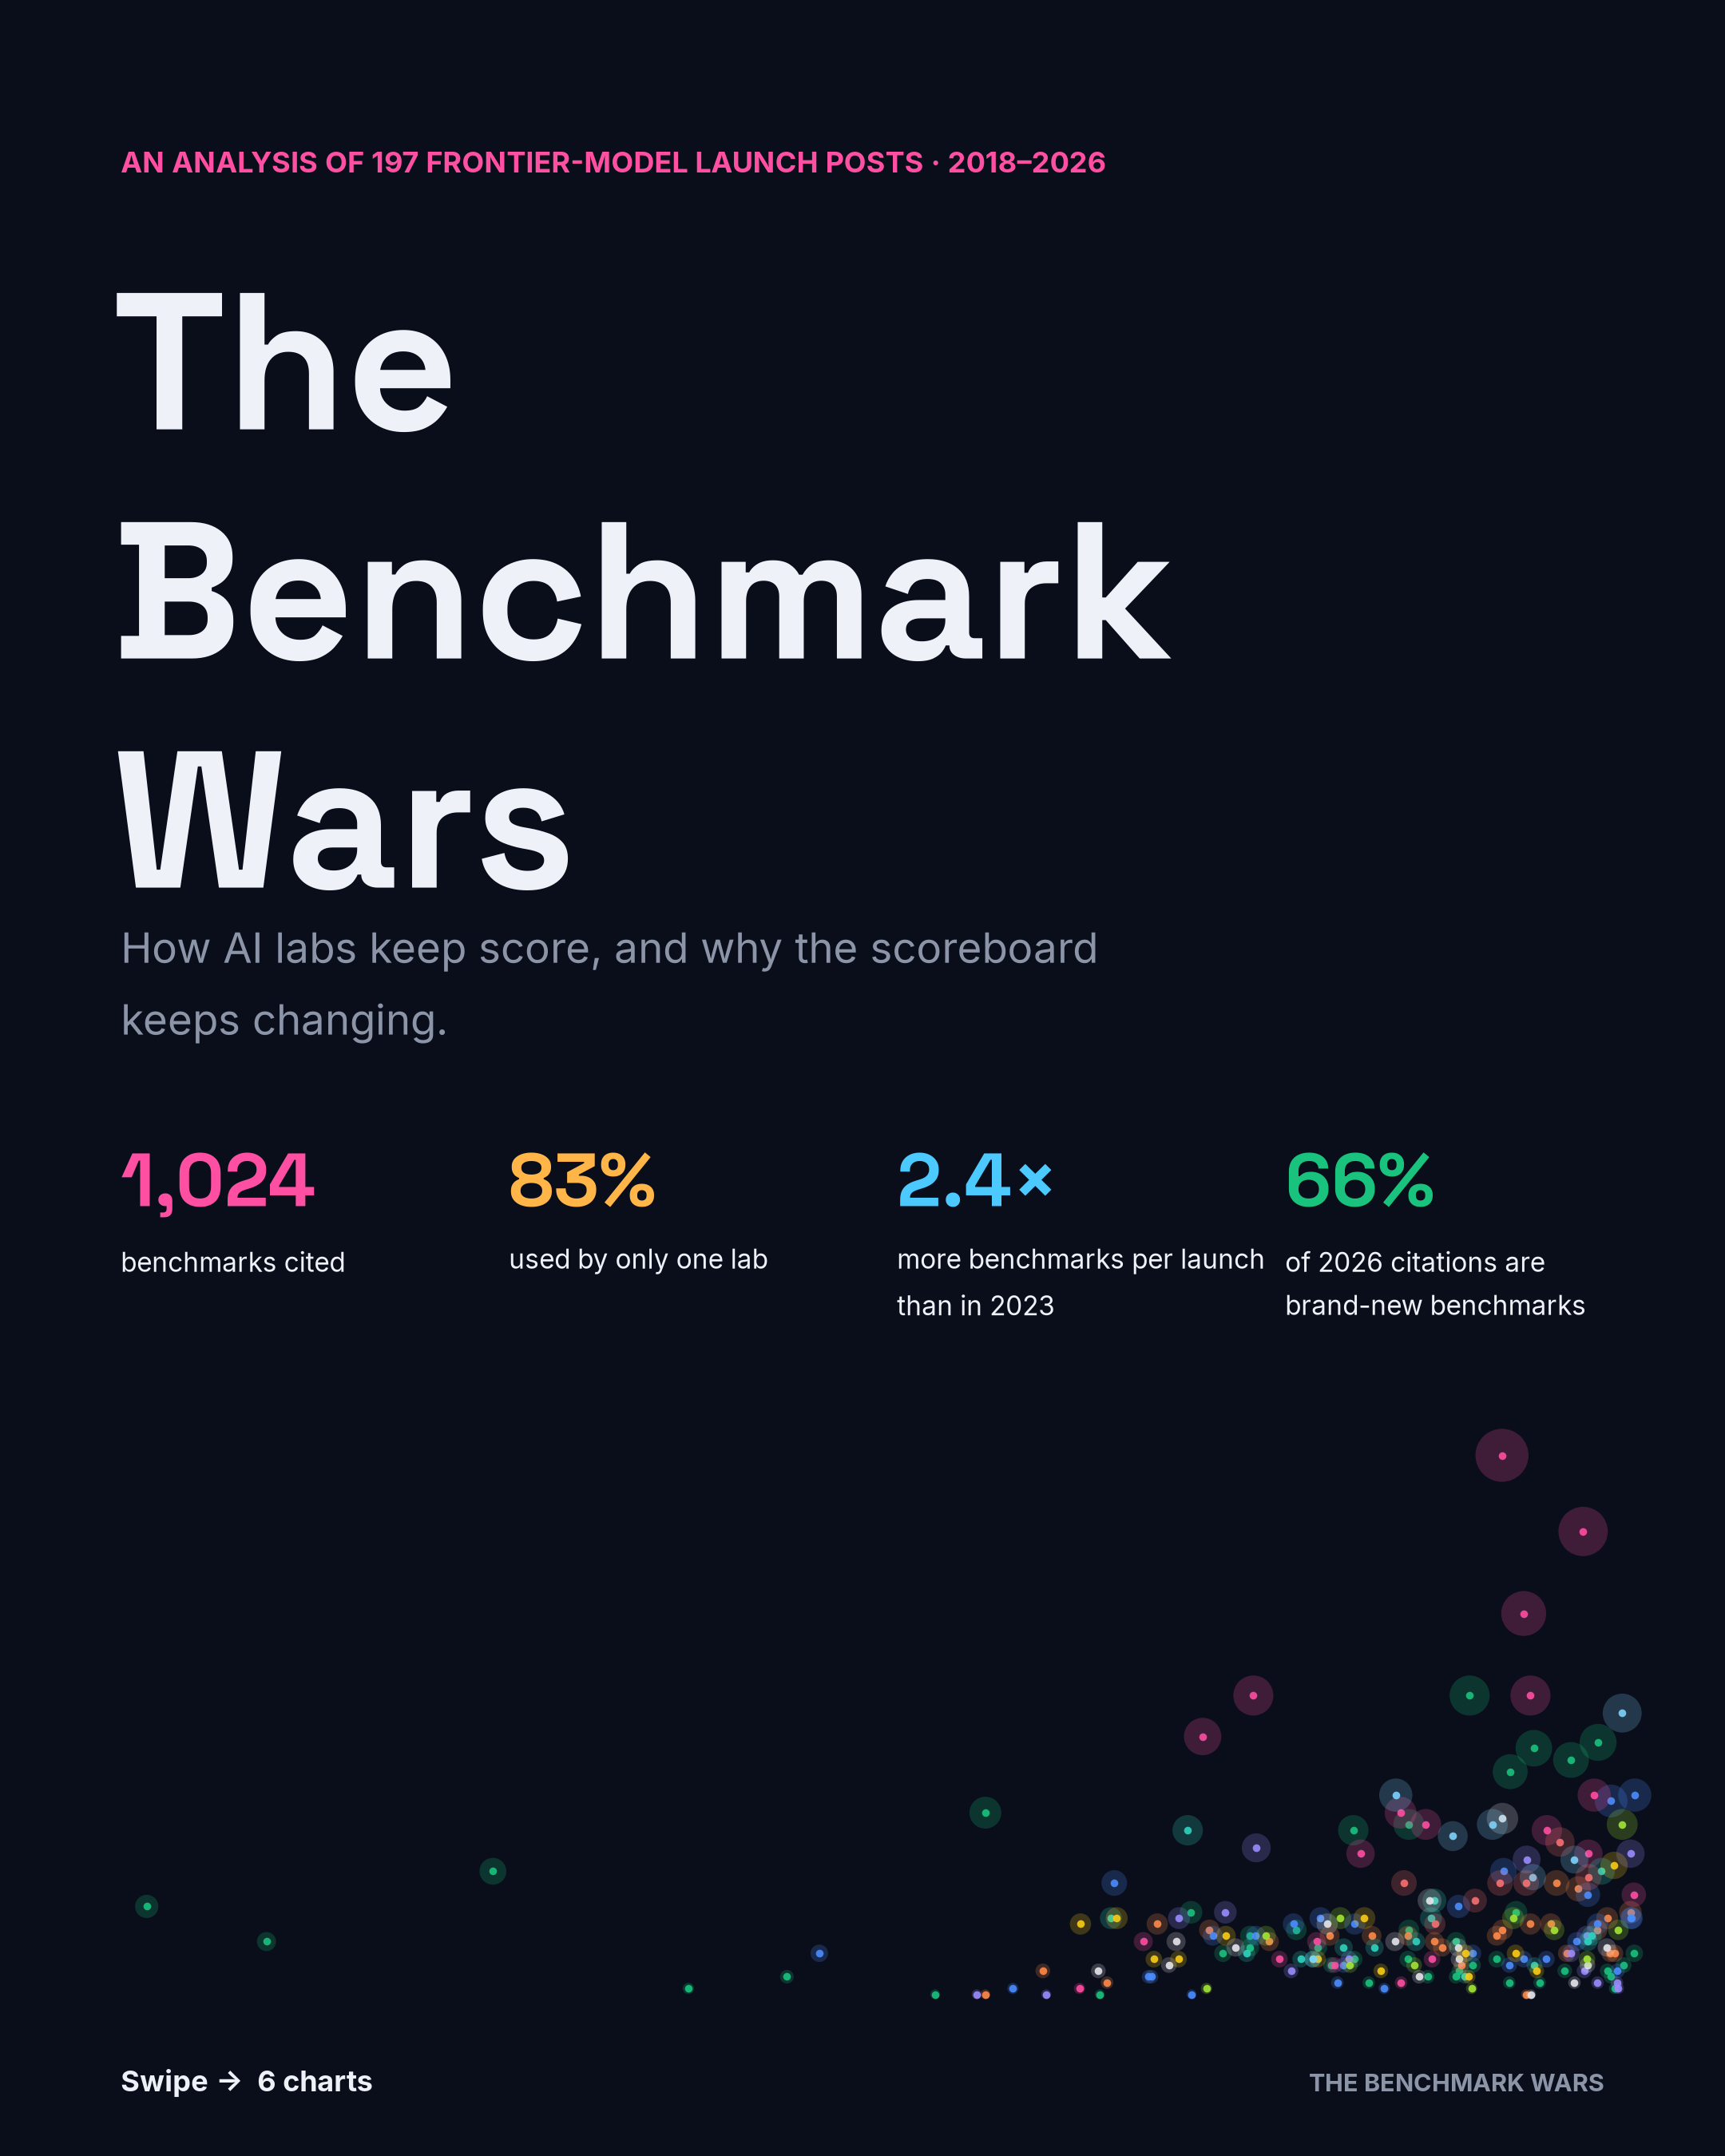 AN ANALYSIS OF 197 FRONTIER-MODEL LAUNCH POSTS · 2018–2026
The
Benchmark
Wars
How AI labs keep score, and why the scoreboard
keeps changing.
1,024
benchmarks cited
83%
used by only one lab
2.4×
more benchmarks per launch
than in 2023
66%
of 2026 citations are
brand-new benchmarks
Swipe → 6 charts
THE BENCHMARK WARS